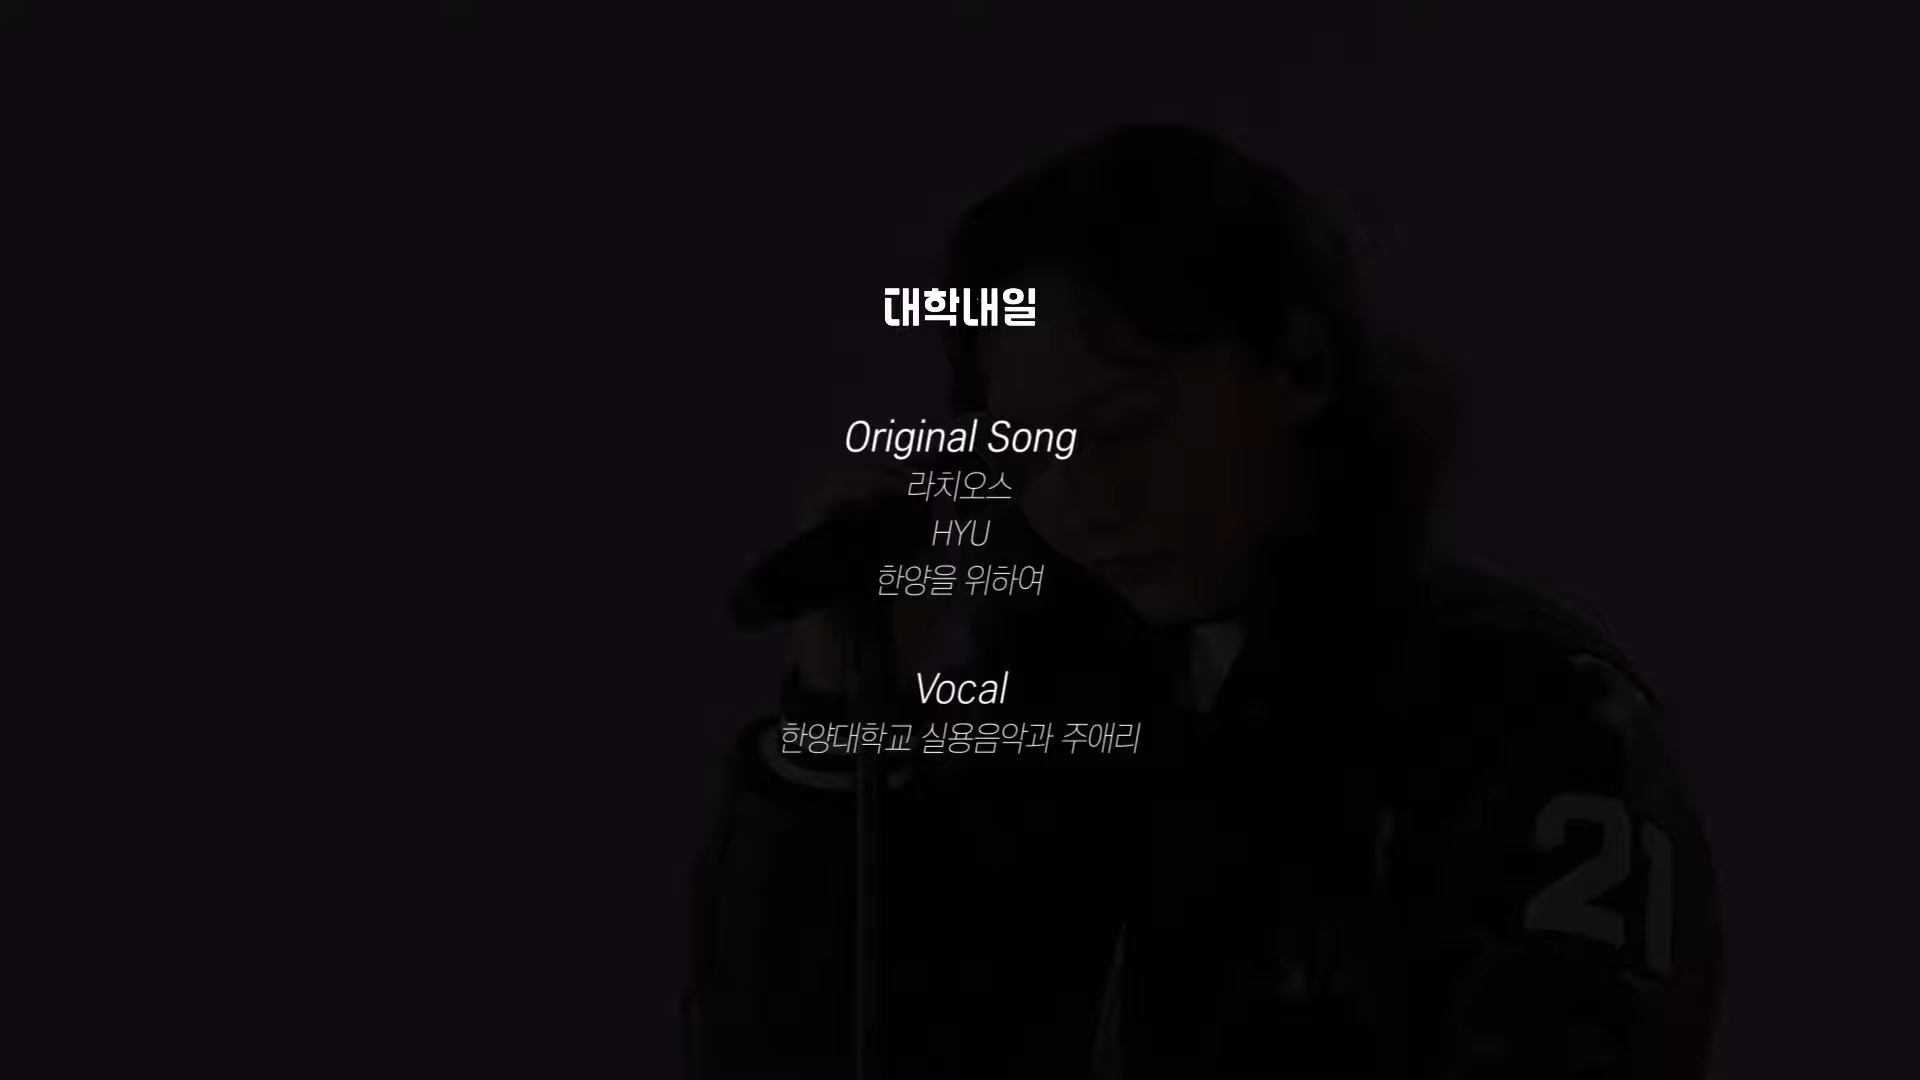 대학내일
Original Song
라치오스
HYU
한양을 위하여
Vocal
한양대학교 실용음악과 주애리
21